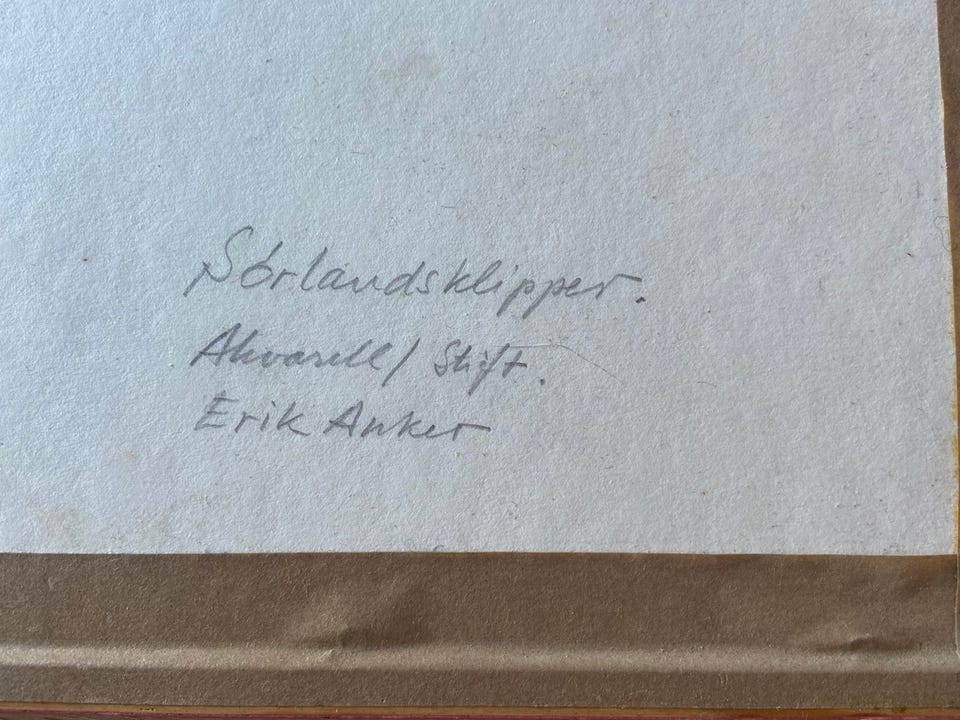 Sørlandsklipper.
Akvarell/ Stift.
Erik Anker